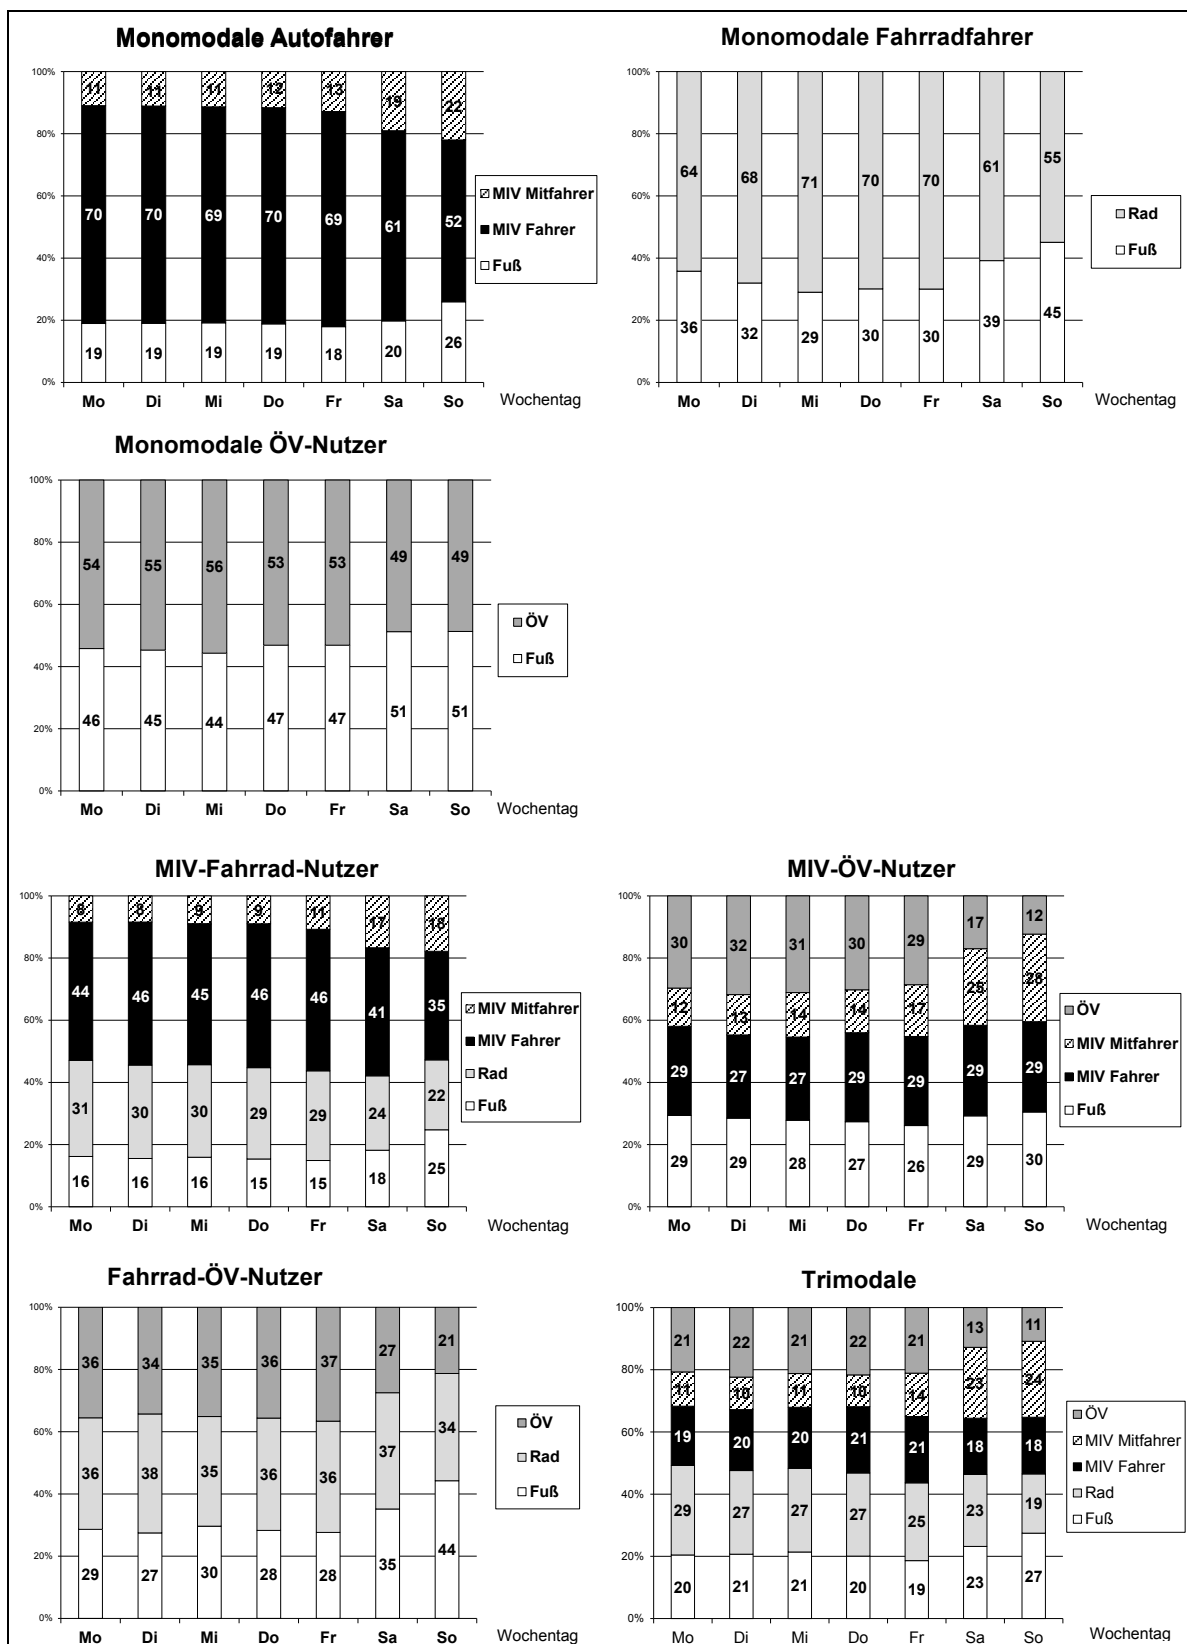 Monomodale Autofahrer
100%
80%
60%
40%
20%
0%
11 11 11 12 13 19 22
70 70 69 70 69 61 52
19 19 19 19 18 20 26
Mo Di Mi Do Fr Sa So Wochentag
MIV Mitfahrer
MIV Fahrer
Fuß
Monomodale Fahrradfahrer
100%
80%
60%
40%
20%
0%
64 68 71 70 70 61 55
36 32 29 30 30 39 45
Mo Di Mi Do Fr Sa So Wochentag
Rad
Fuß
Monomodale ÖV-Nutzer
100%
80%
60%
40%
20%
0%
54 55 56 53 53 49 49
46 45 44 47 47 51 51
Mo Di Mi Do Fr Sa So Wochentag
ÖV
Fuß
MIV-Fahrrad-Nutzer
100%
80%
60%
40%
20%
0%
8 8 9 9 11 17 18
44 46 45 46 46 41 35
31 30 30 29 29 24 22
16 16 16 15 15 18 25
Mo Di Mi Do Fr Sa So Wochentag
MIV Mitfahrer
MIV Fahrer
Rad
Fuß
MIV-ÖV-Nutzer
100%
80%
60%
40%
20%
0%
30 32 31 30 29 17 12
12 13 14 14 17 25 28
29 27 27 29 29 29 29
29 29 28 27 26 29 30
Mo Di Mi Do Fr Sa So Wochentag
ÖV
MIV Mitfahrer
MIV Fahrer
Fuß
Fahrrad-ÖV-Nutzer
100%
80%
60%
40%
20%
0%
36 34 35 36 37 27 21
36 38 35 36 36 37 34
29 27 30 28 28 35 44
Mo Di Mi Do Fr Sa So Wochentag
ÖV
Rad
Fuß
Trimodale
100%
80%
60%
40%
20%
0%
21 22 21 22 21 13 11
11 10 11 10 14 23 24
19 20 20 21 21 18 18
29 27 27 27 25 23 19
20 21 21 20 19 23 27
Mo Di Mi Do Fr Sa So Wochentag
ÖV
MIV Mitfahrer
MIV Fahrer
Rad
Fuß